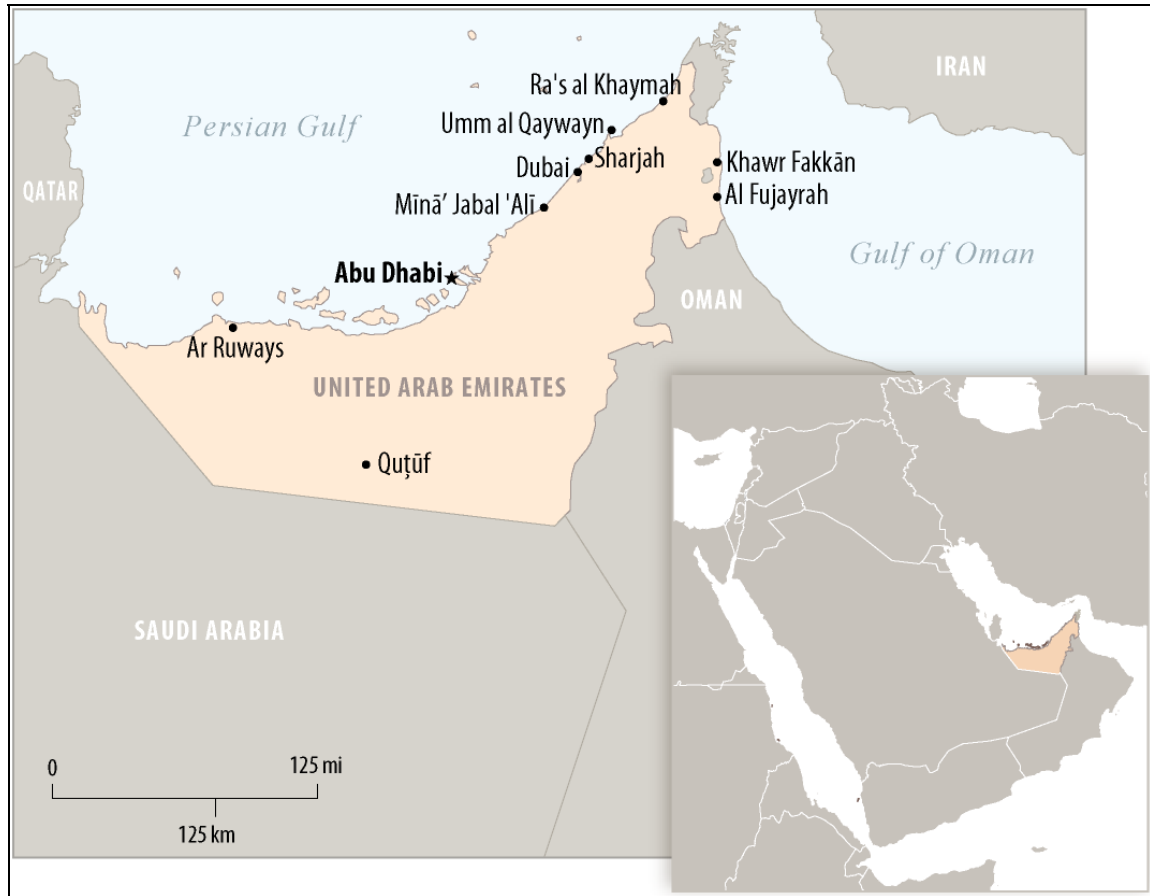 IRAN
Ra's al Khaymah
Persian Gulf
Umm al Qaywayn
Sharjah
Khawr Fakkān
Dubai
QATAR
Al Fujayrah
Mīnā’ Jabal 'Alī
Gulf of Oman
Abu Dhabi
OMAN
Ar Ruways
UNITED ARAB EMIRATES
Quṭūf
SAUDI ARABIA
0
125 mi
125 km